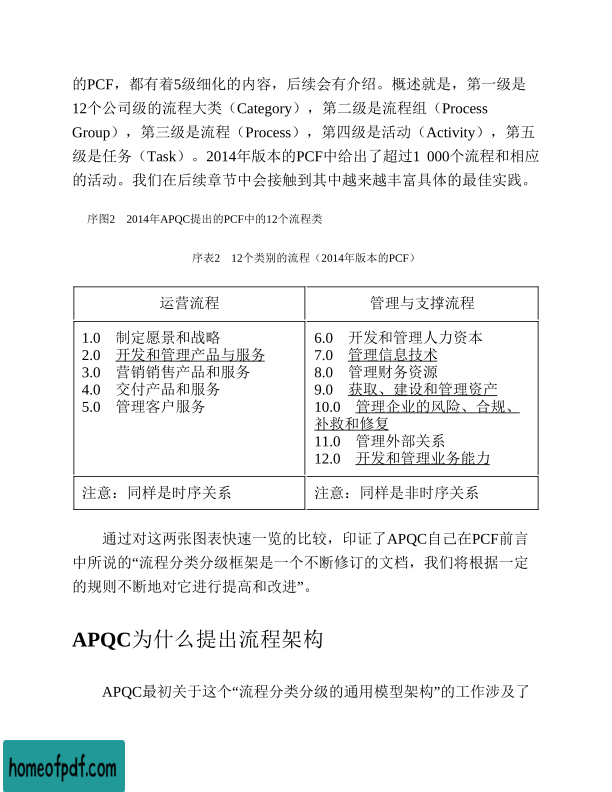 的PCF，都有着5级细化的内容，后续会有介绍。概述就是，第一级是
12个公司级的流程大类（Category），第二级是流程组（Process
Group），第三级是流程（Process），第四级是活动（Activity），第五
级是任务（Task）。2014年版本的PCF中给出了超过1 000个流程和相应
的活动。我们在后续章节中会接触到其中越来越丰富具体的最佳实践。
序图2 2014年APQC提出的PCF中的12个流程类
序表2 12个类别的流程（2014年版本的PCF）
运营流程
管理与支撑流程
1.0 制定愿景和战略
2.0 开发和管理产品与服务
3.0 营销销售产品和服务
4.0 交付产品和服务
5.0 管理客户服务
6.0 开发和管理人力资本
7.0 管理信息技术
8.0 管理财务资源
9.0 获取、建设和管理资产
10.0 管理企业的风险、合规、
补救和修复
11.0 管理外部关系
12.0 开发和管理业务能力
注意：同样是时序关系
注意：同样是非时序关系
通过对这两张图表快速一览的比较，印证了APQC自己在PCF前言
中所说的“流程分类分级框架是一个不断修订的文档，我们将根据一定
的规则不断地对它进行提高和改进”。
APQC为什么提出流程架构
APQC最初关于这个“流程分类分级的通用模型架构”的工作涉及了
homeofpdf.com